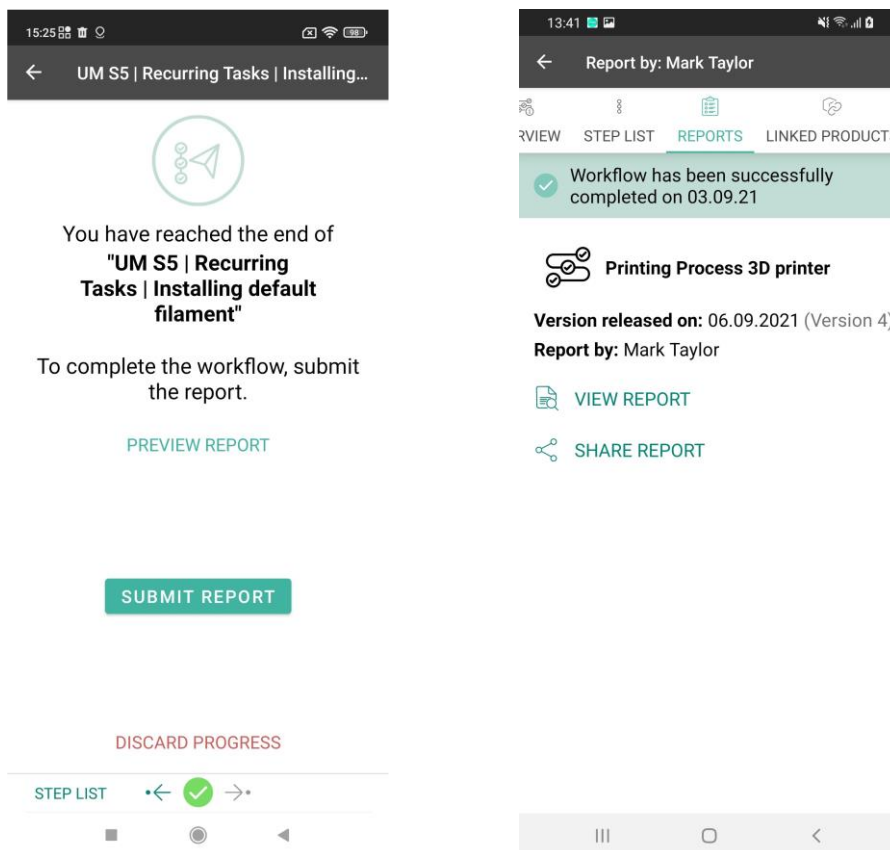 15:25
98
UM S5 | Recurring Tasks | Installing...
You have reached the end of
"UM S5 | Recurring
Tasks | Installing default
filament"
To complete the workflow, submit
the report.
PREVIEW REPORT
SUBMIT REPORT
DISCARD PROGRESS
STEP LIST
13:41
Report by: Mark Taylor
RVIEW STEP LIST REPORTS LINKED PRODUCTS
Workflow has been successfully
completed on 03.09.21
Printing Process 3D printer
Version released on: 06.09.2021 (Version 4)
Report by: Mark Taylor
VIEW REPORT
SHARE REPORT